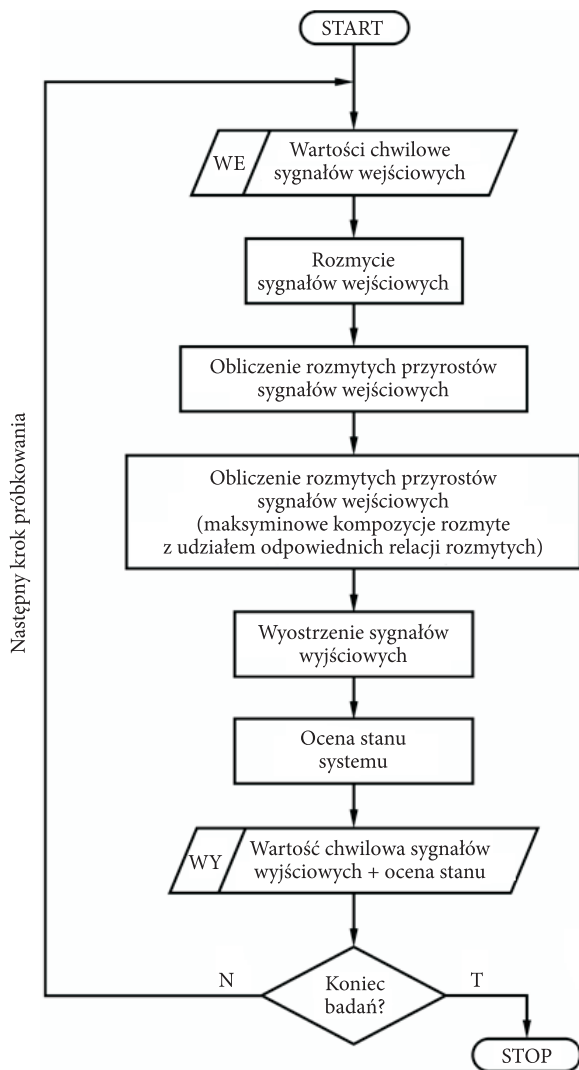 START
WE
Wartości chwilowe
sygnałów wejściowych
Rozmycie
sygnałów wejściowych
Obliczenie rozmytych przyrostów
sygnałów wejściowych
Obliczenie rozmytych przyrostów
sygnałów wejściowych
(maksyminowe kompozycje rozmyte
z udziałem odpowiednich relacji rozmytych)
Następny krok próbkowania
Wyostrzenie sygnałów
wyjściowych
Ocena stanu
systemu
WY
Wartość chwilowa sygnałów
wyjściowych + ocena stanu
N
Koniec
badań?
T
STOP